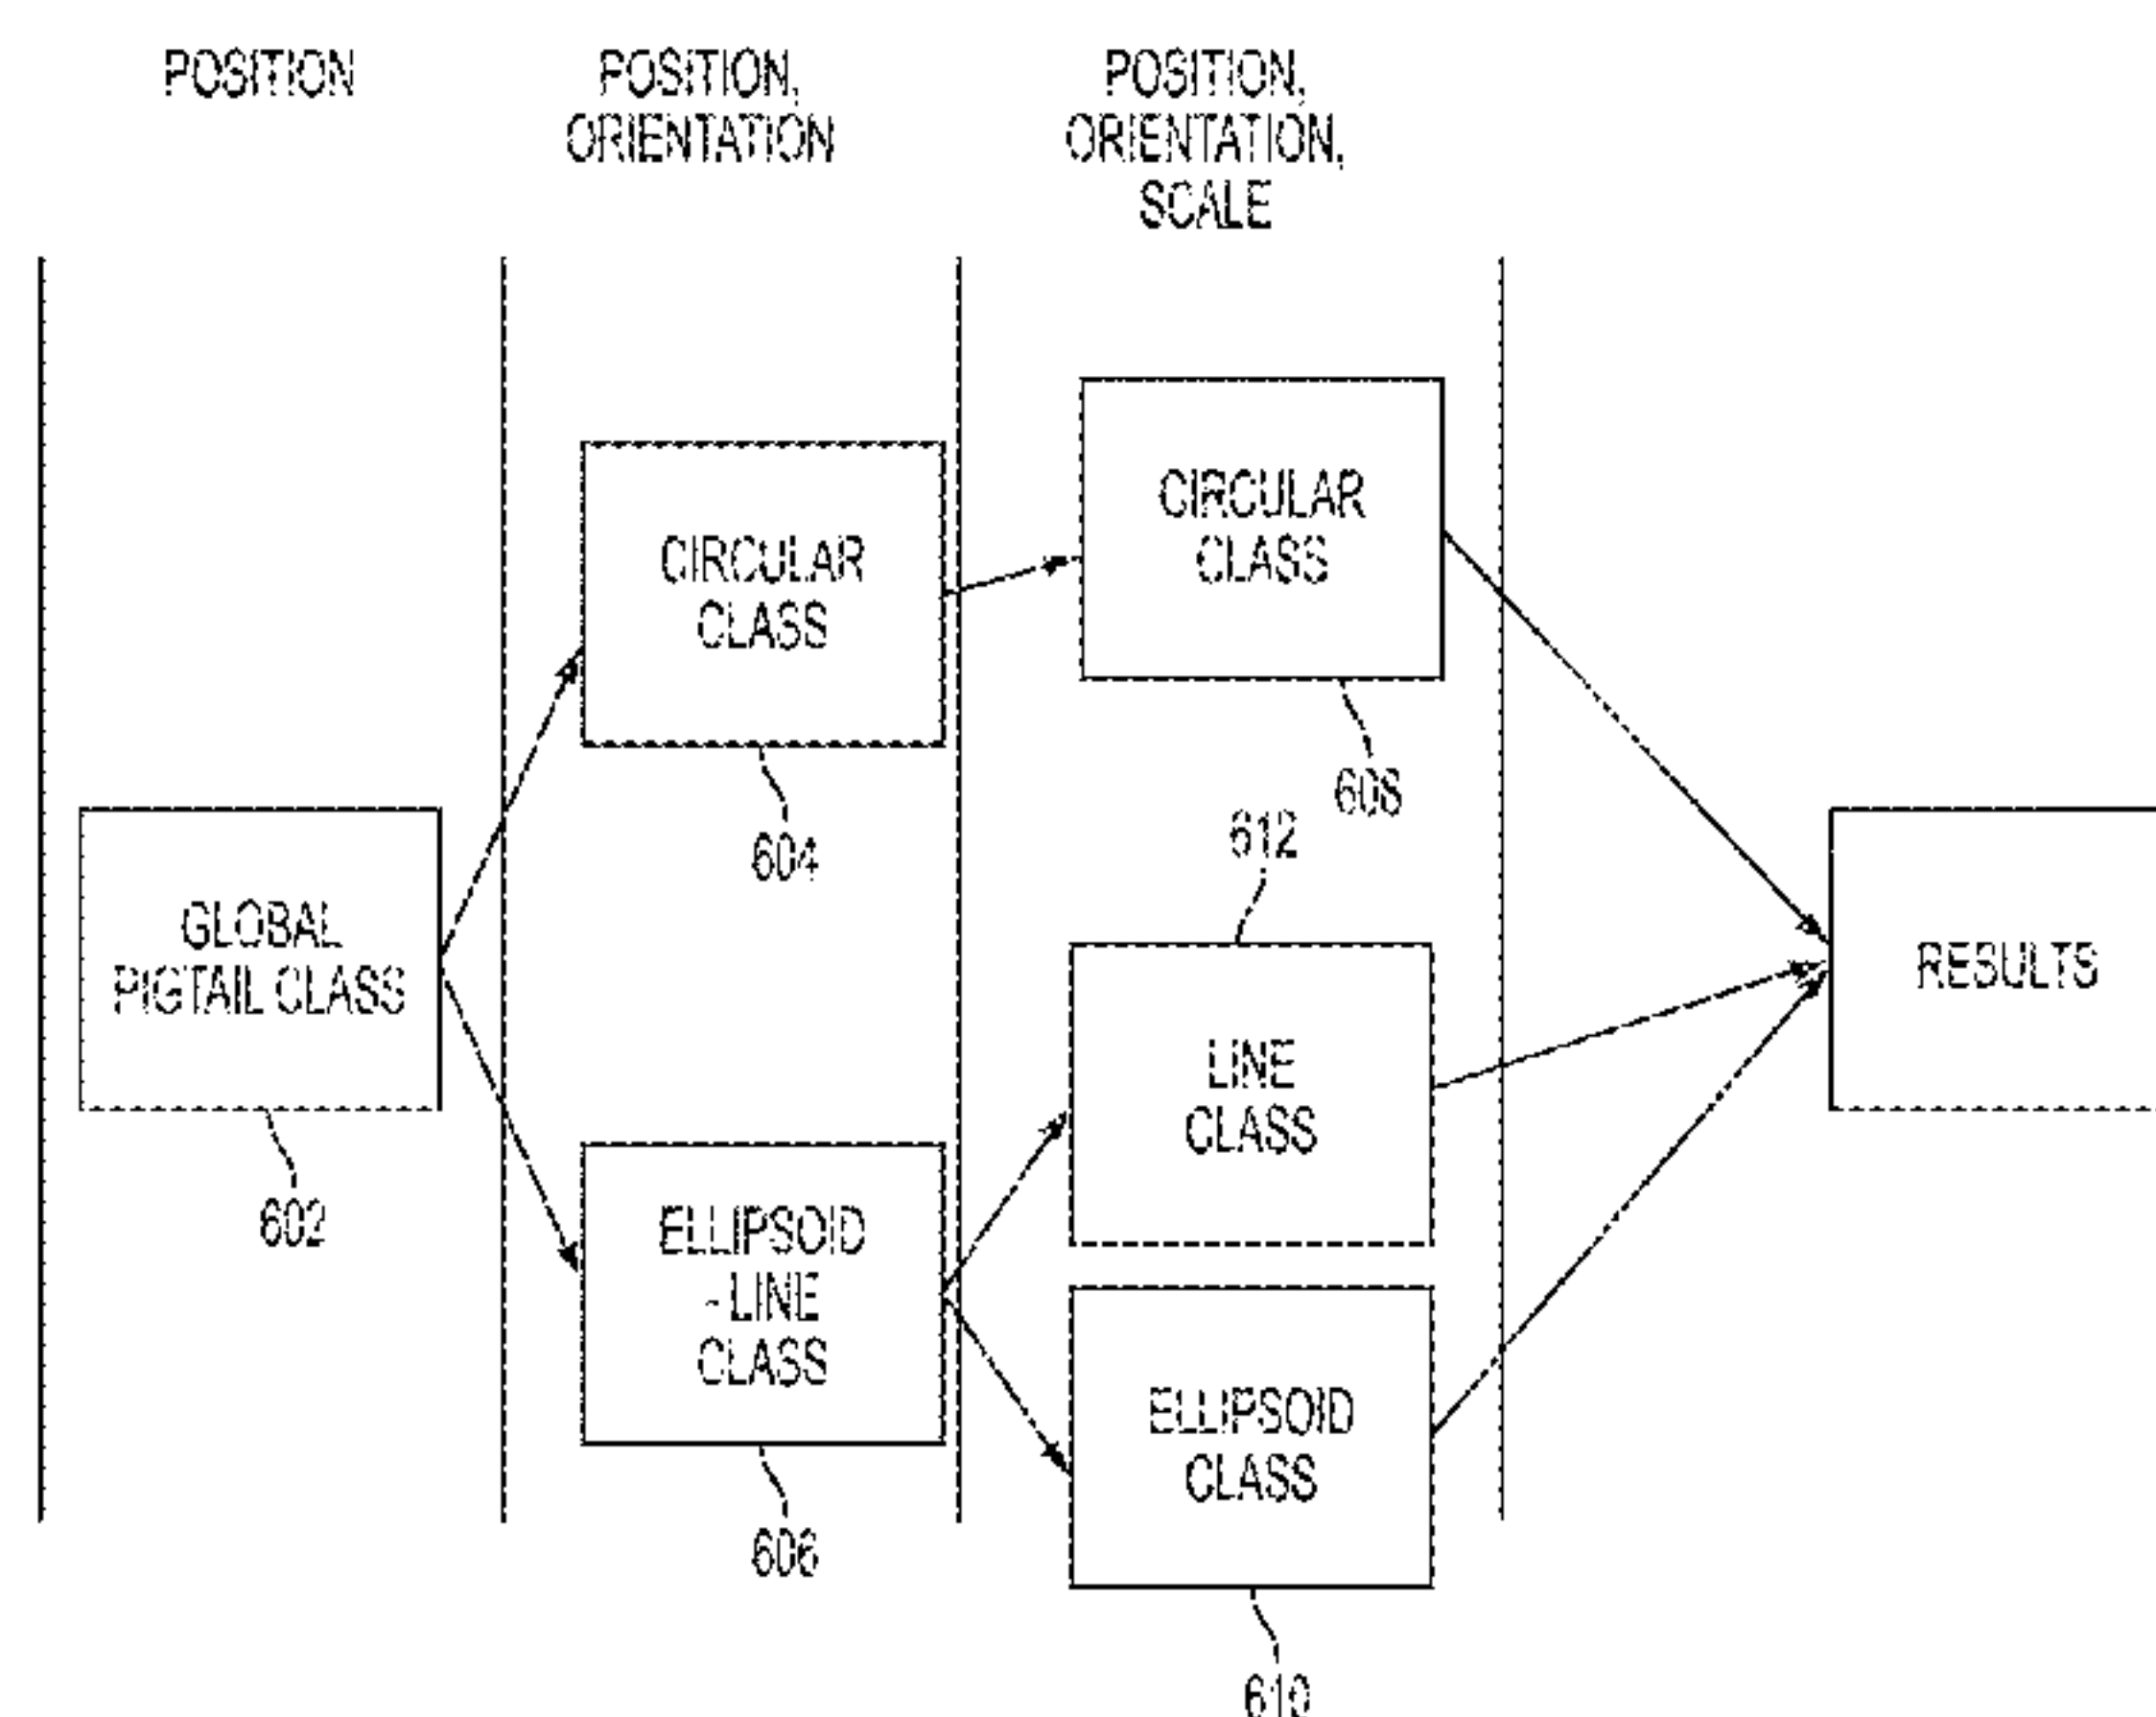 POSITION
POSITION,
ORIENTATION
POSITION,
ORIENTATION,
SCALE
CIRCULAR
CLASS
CIRCULAR
CLASS
608
604
612
GLOBAL
PIGTAIL CLASS
602
LINE
CLASS
RESULTS
ELLIPSOID
-LINE
CLASS
606
ELLIPSOID
CLASS
610